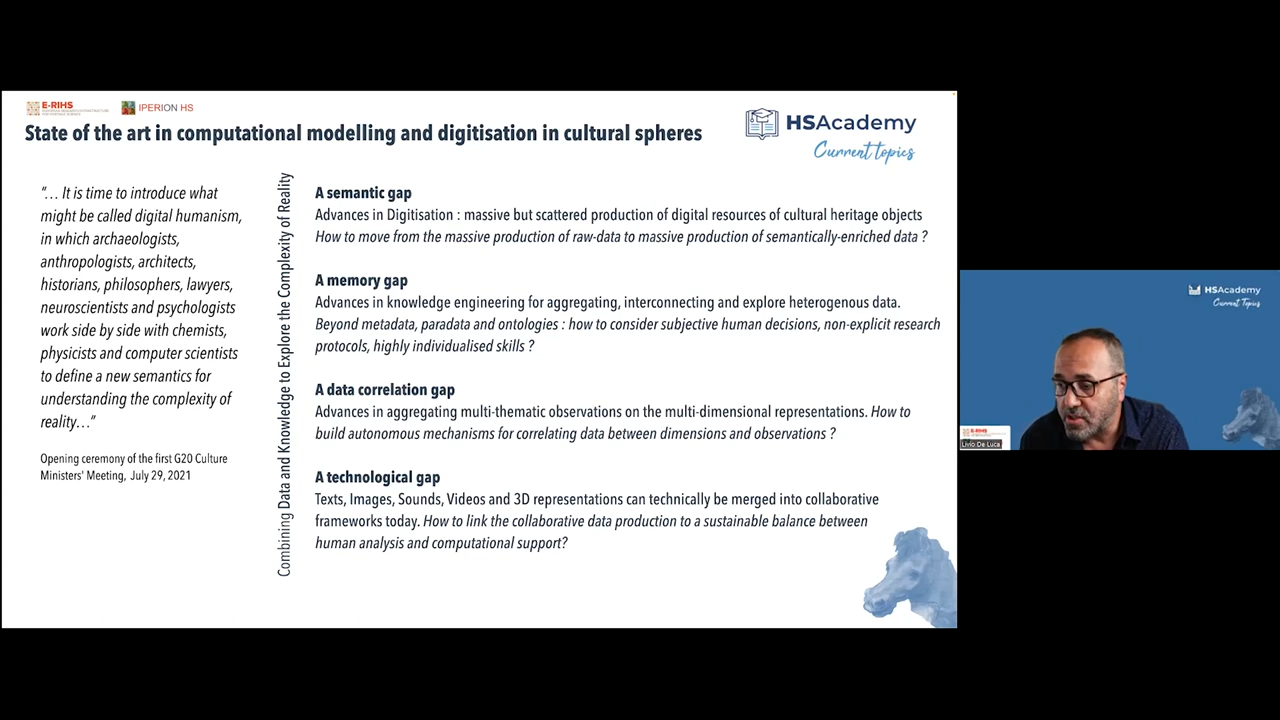 E-RIHS
IPERION HS
State of the art in computational modelling and digitisation in cultural spheres
HSAcademy
Current topics
"… It is time to introduce what
might be called digital humanism,
in which archaeologists,
anthropologists, architects,
historians, philosophers, lawyers,
neuroscientists and psychologists
work side by side with chemists,
physicists and computer scientists
to define a new semantics for
understanding the complexity of
reality…"
Opening ceremony of the first G20 Culture
Ministers' Meeting, July 29, 2021
Combining Data and Knowledge to Explore the Complexity of Reality
A semantic gap
Advances in Digitisation : massive but scattered production of digital resources of cultural heritage objects
How to move from the massive production of raw-data to massive production of semantically-enriched data ?
A memory gap
Advances in knowledge engineering for aggregating, interconnecting and explore heterogenous data.
Beyond metadata, paradata and ontologies : how to consider subjective human decisions, non-explicit research
protocols, highly individualised skills ?
A data correlation gap
Advances in aggregating multi-thematic observations on the multi-dimensional representations. How to
build autonomous mechanisms for correlating data between dimensions and observations ?
A technological gap
Texts, Images, Sounds, Videos and 3D representations can technically be merged into collaborative
frameworks today. How to link the collaborative data production to a sustainable balance between
human analysis and computational support?
HSAcademy
Current Topics
E-RIHS
Livio De Luca